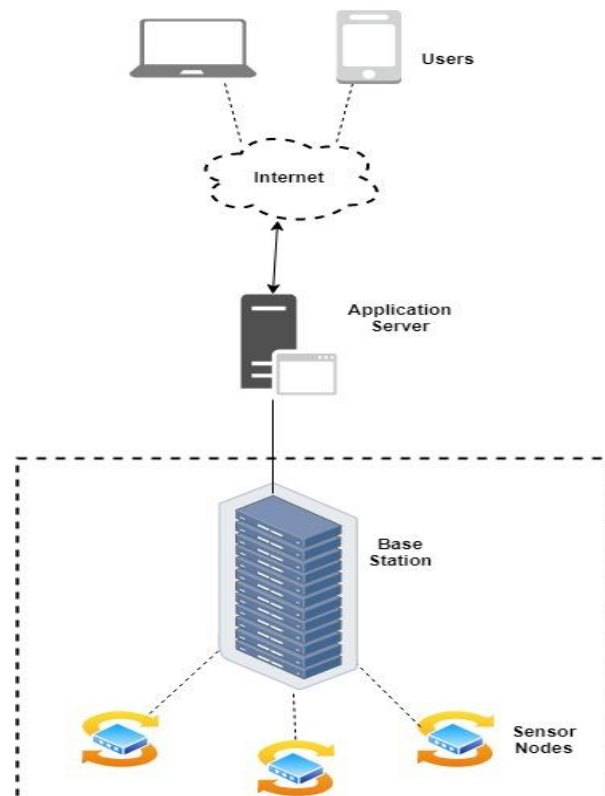 Users
Internet
Application
Server
Base
Station
Sensor
Nodes